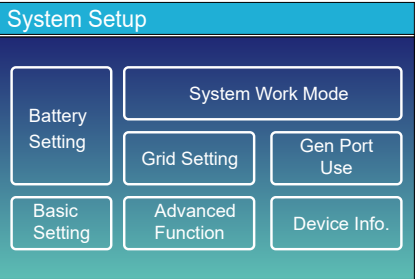 System Setup
Battery
Setting
System Work Mode
Grid Setting
Gen Port
Use
Basic
Setting
Advanced
Function
Device Info.